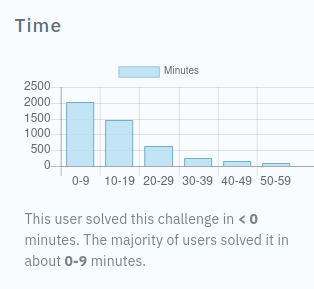 Time
Minutes
2500
2000
1500
1000
500
0
0-9 10-19 20-29 30-39 40-49 50-59
This user solved this challenge in < 0
minutes. The majority of users solved it in
about 0-9 minutes.